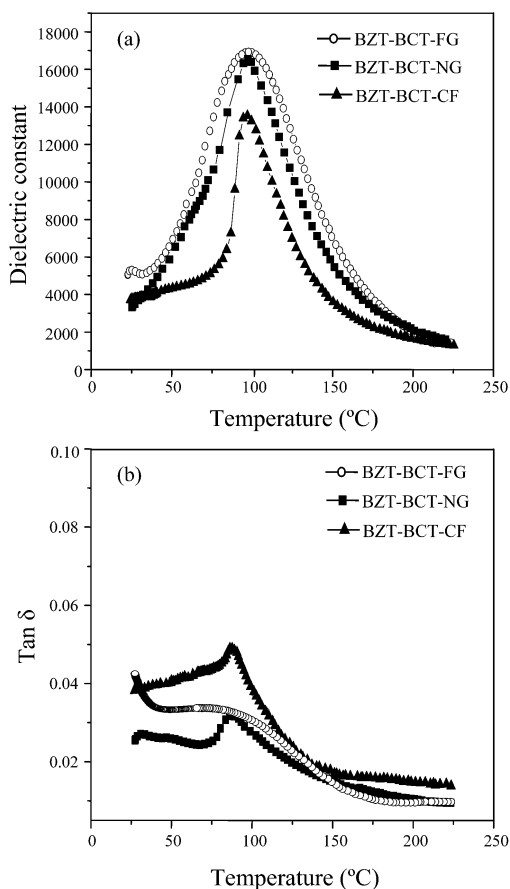 (a)
BZT-BCT-FG
BZT-BCT-NG
BZT-BCT-CF
18000
16000
14000
12000
10000
8000
6000
4000
2000
0
Dielectric constant
0 50 100 150 200 250
Temperature (ºC)
(b)
BZT-BCT-FG
BZT-BCT-NG
BZT-BCT-CF
0.10
0.08
0.06
0.04
0.02
Tan δ
0 50 100 150 200 250
Temperature (ºC)